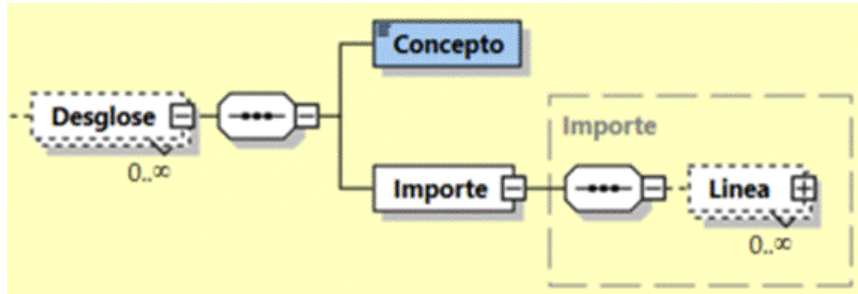 Concepto
Desglose
0..∞
Importe
Importe
Linea
0..∞